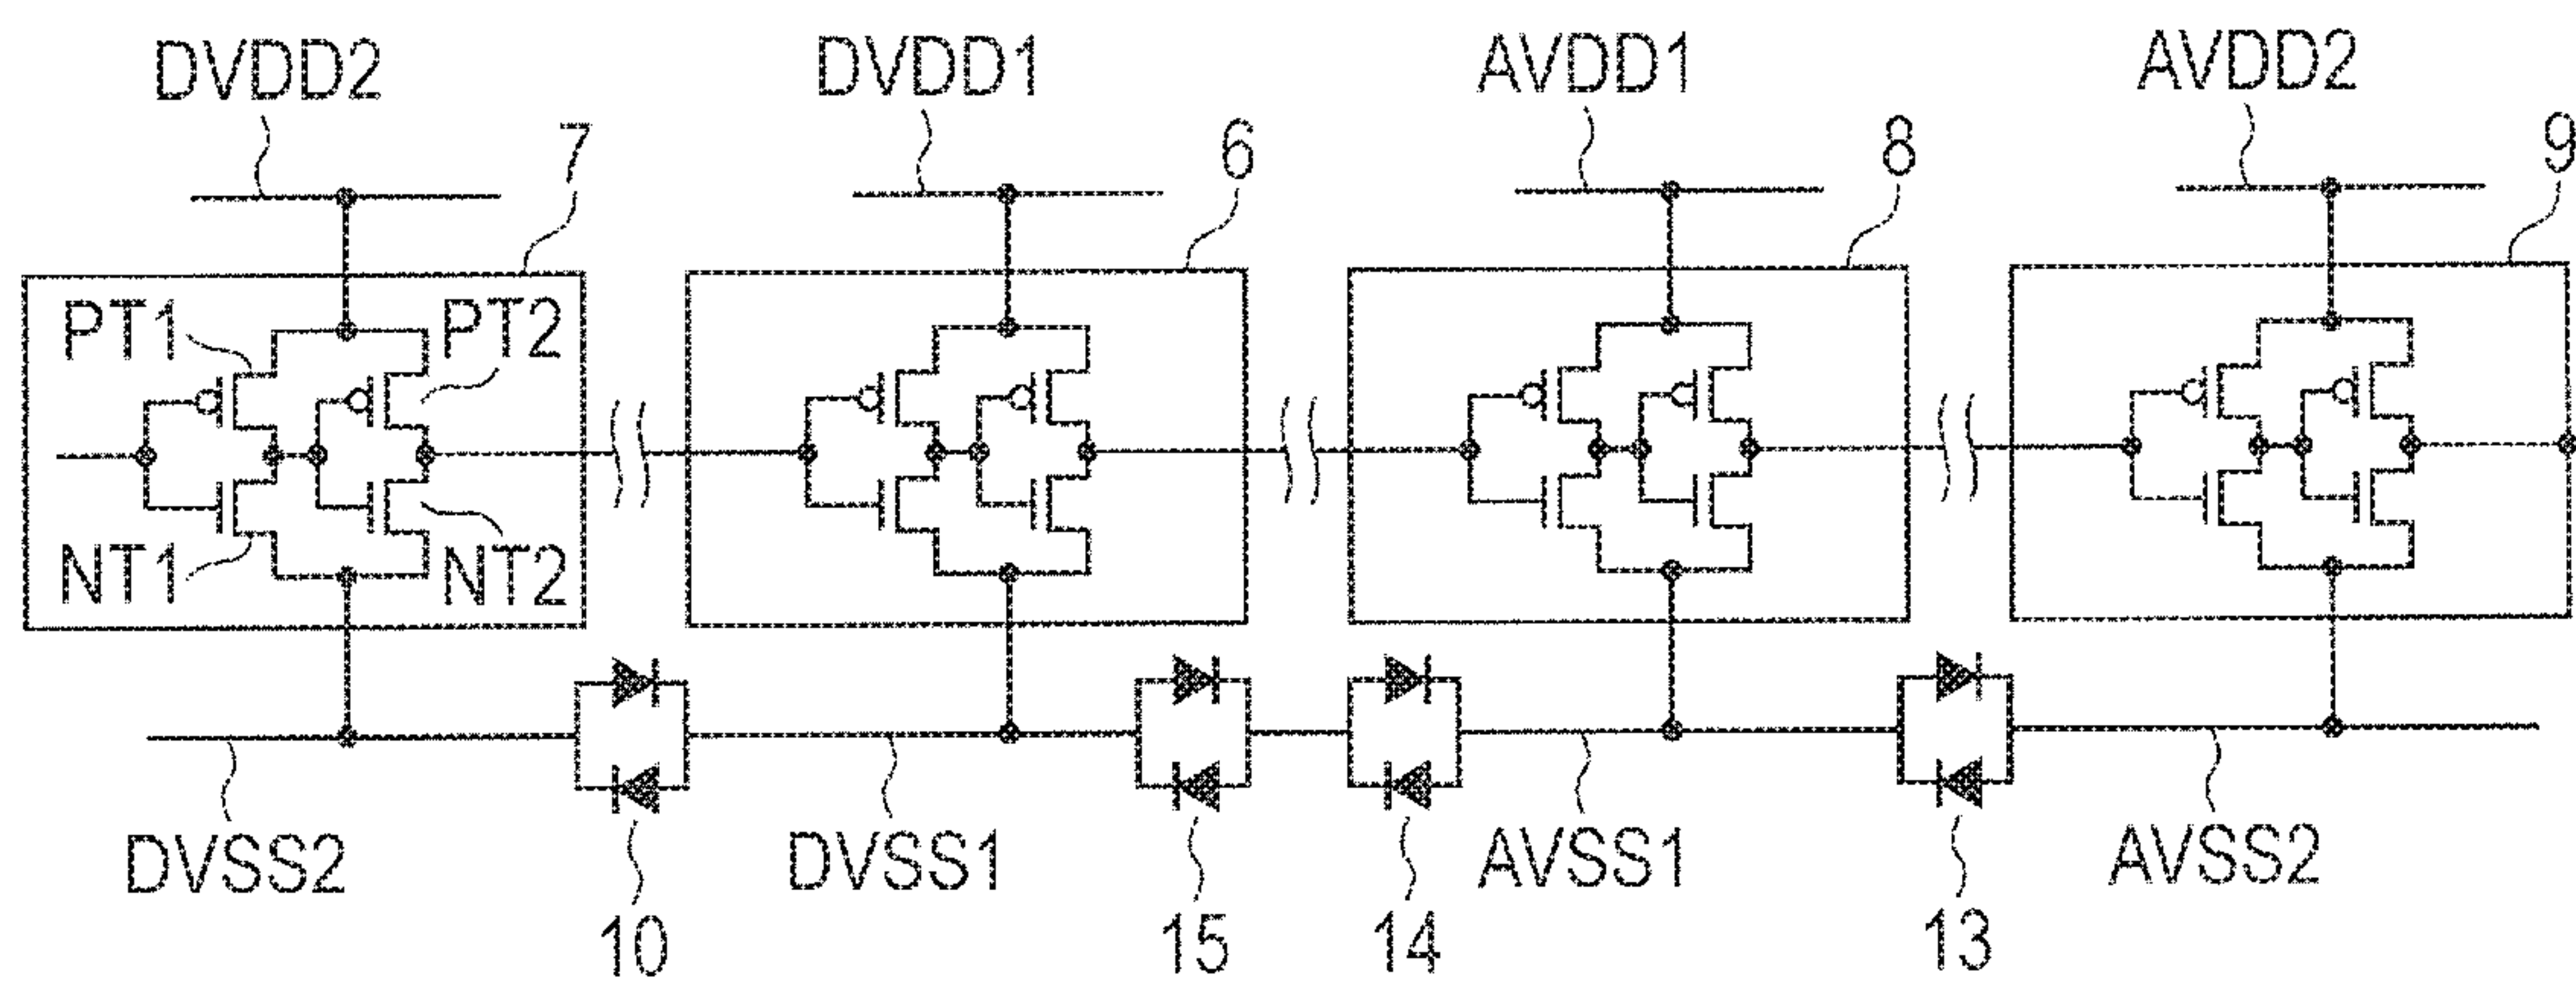 DVDD2 DVDD1 AVDD1 AVDD2
7 6 8 9
PT1 PT2
NT1 NT2
DVSS2 DVSS1 AVSS1 AVSS2
10 15 14 13